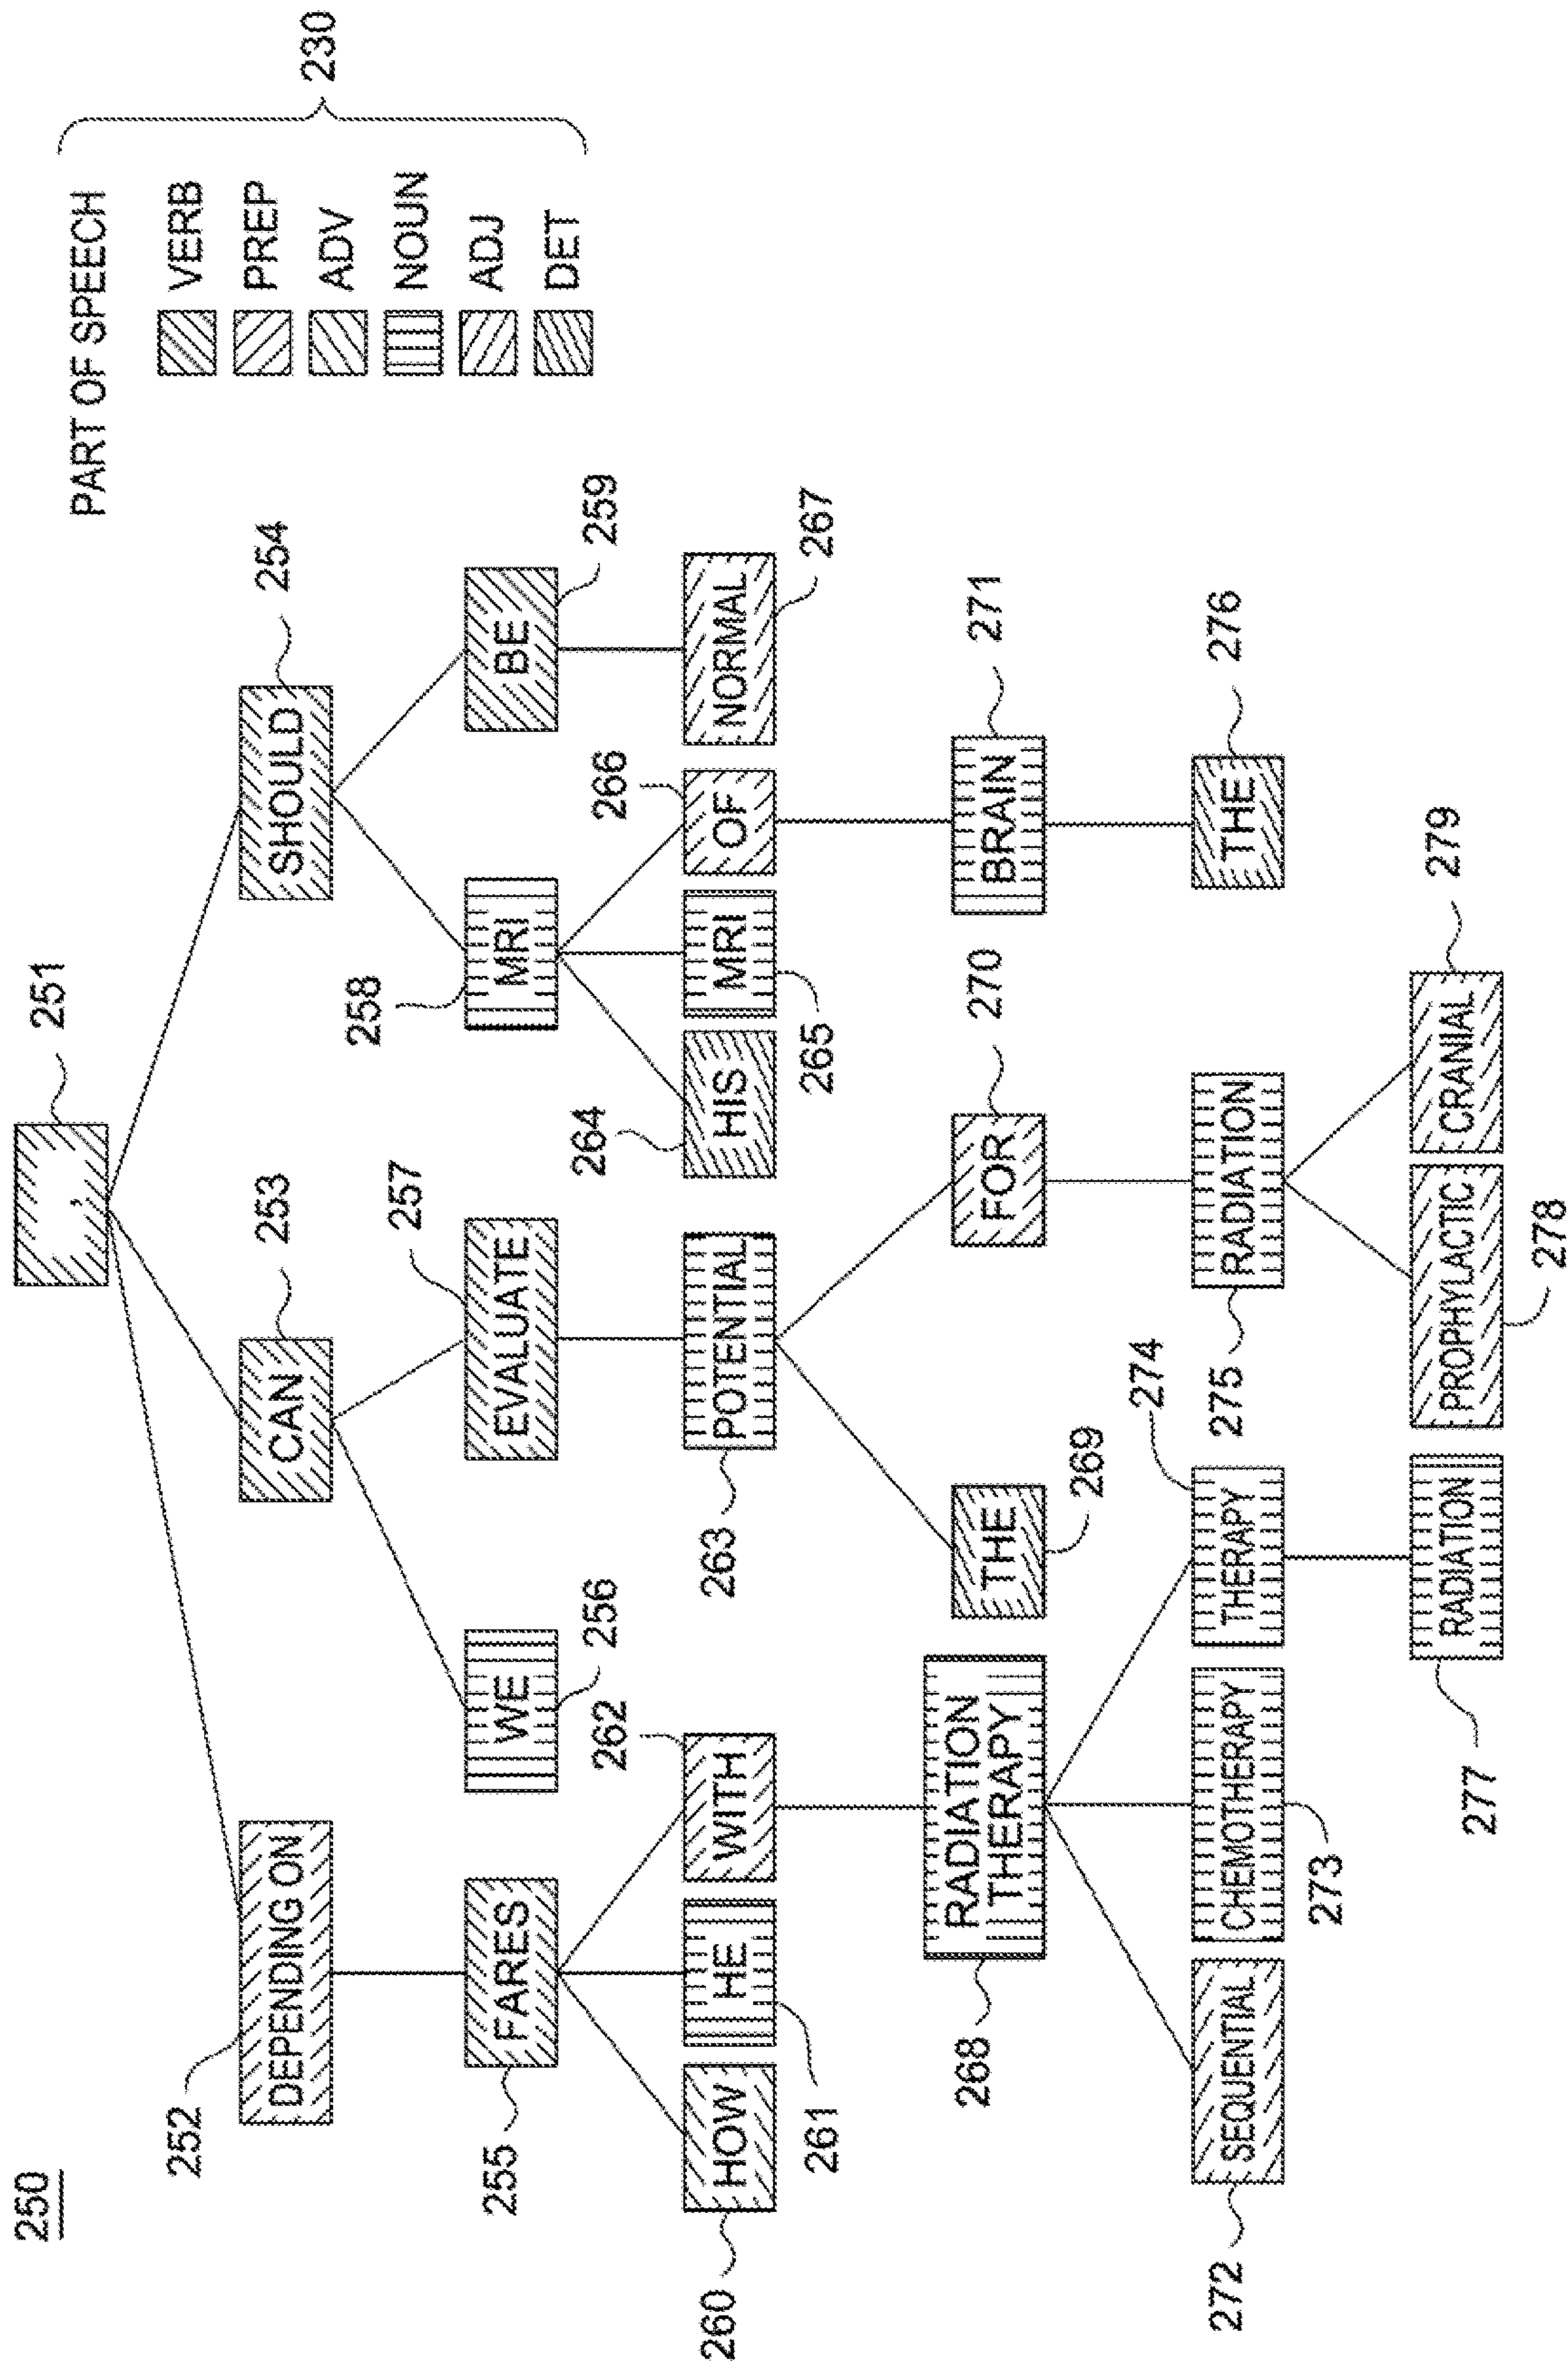 250
251
,
252
DEPENDING ON
253
CAN
254
SHOULD
255
FARES
WE
256
EVALUATE
257
258
MRI
BE
259
260
HOW
HE
261
262
WITH
263
POTENTIAL
264
HIS
MRI
265
266
OF
NORMAL
267
268
RADIATION
THERAPY
THE
269
FOR
270
BRAIN
271
272
SEQUENTIAL
CHEMOTHERAPY
273
THERAPY
274
275
RADIATION
THE
276
277
RADIATION
PROPHYLACTIC
278
CRANIAL
279
PART OF SPEECH
VERB
PREP
ADV
NOUN
ADJ
DET
230